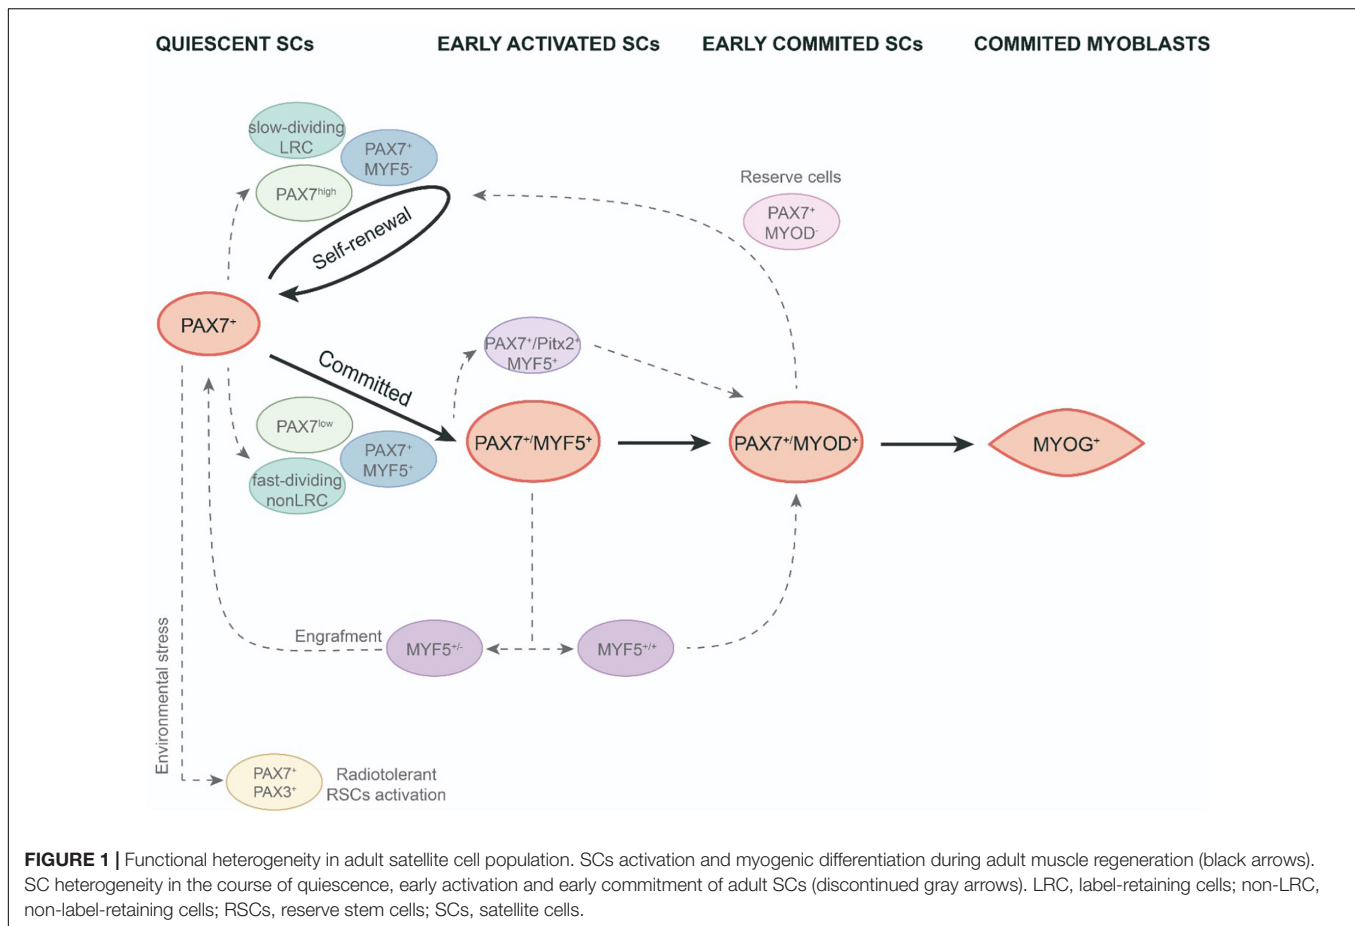 QUIESCENT SCs
EARLY ACTIVATED SCs
EARLY COMMITED SCs
COMMITED MYOBLASTS
slow-dividing
LRC
PAX7⁺
MYF5⁻
PAX7ʰⁱᵍʰ
Self-renewal
Reserve cells
PAX7⁺
MYOD⁻
PAX7⁺
Committed
PAX7⁺/Pitx2⁺
MYF5⁺
PAX7ˡᵒʷ
PAX7⁺
MYF5⁺
fast-dividing
nonLRC
PAX7⁺/MYF5⁺
PAX7⁺/MYOD⁺
MYOG⁺
Engrafment
MYF5⁺/⁻
MYF5⁺/⁺
Environmental stress
PAX7⁺
PAX3⁺
Radiotolerant
RSCs activation
FIGURE 1 | Functional heterogeneity in adult satellite cell population. SCs activation and myogenic differentiation during adult muscle regeneration (black arrows).
SC heterogeneity in the course of quiescence, early activation and early commitment of adult SCs (discontinued gray arrows). LRC, label-retaining cells; non-LRC,
non-label-retaining cells; RSCs, reserve stem cells; SCs, satellite cells.